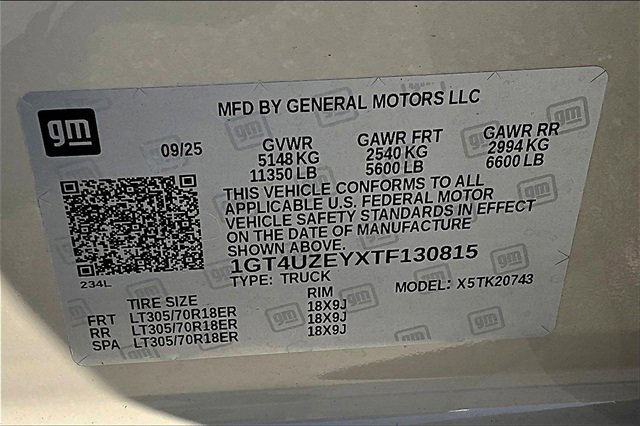 MFD BY GENERAL MOTORS LLC
gm
09/25 GVWR GAWR FRT GAWR RR
5148 KG 2540 KG 2994 KG
11350 LB 5600 LB 6600 LB
THIS VEHICLE CONFORMS TO ALL
APPLICABLE U.S. FEDERAL MOTOR
VEHICLE SAFETY STANDARDS IN EFFECT
ON THE DATE OF MANUFACTURE
SHOWN ABOVE.
1GT4UZEYXTF130815
234L TYPE: TRUCK MODEL: X5TK20743
TIRE SIZE RIM
FRT LT305/70R18ER 18X9J
RR LT305/70R18ER 18X9J
SPA LT305/70R18ER 18X9J